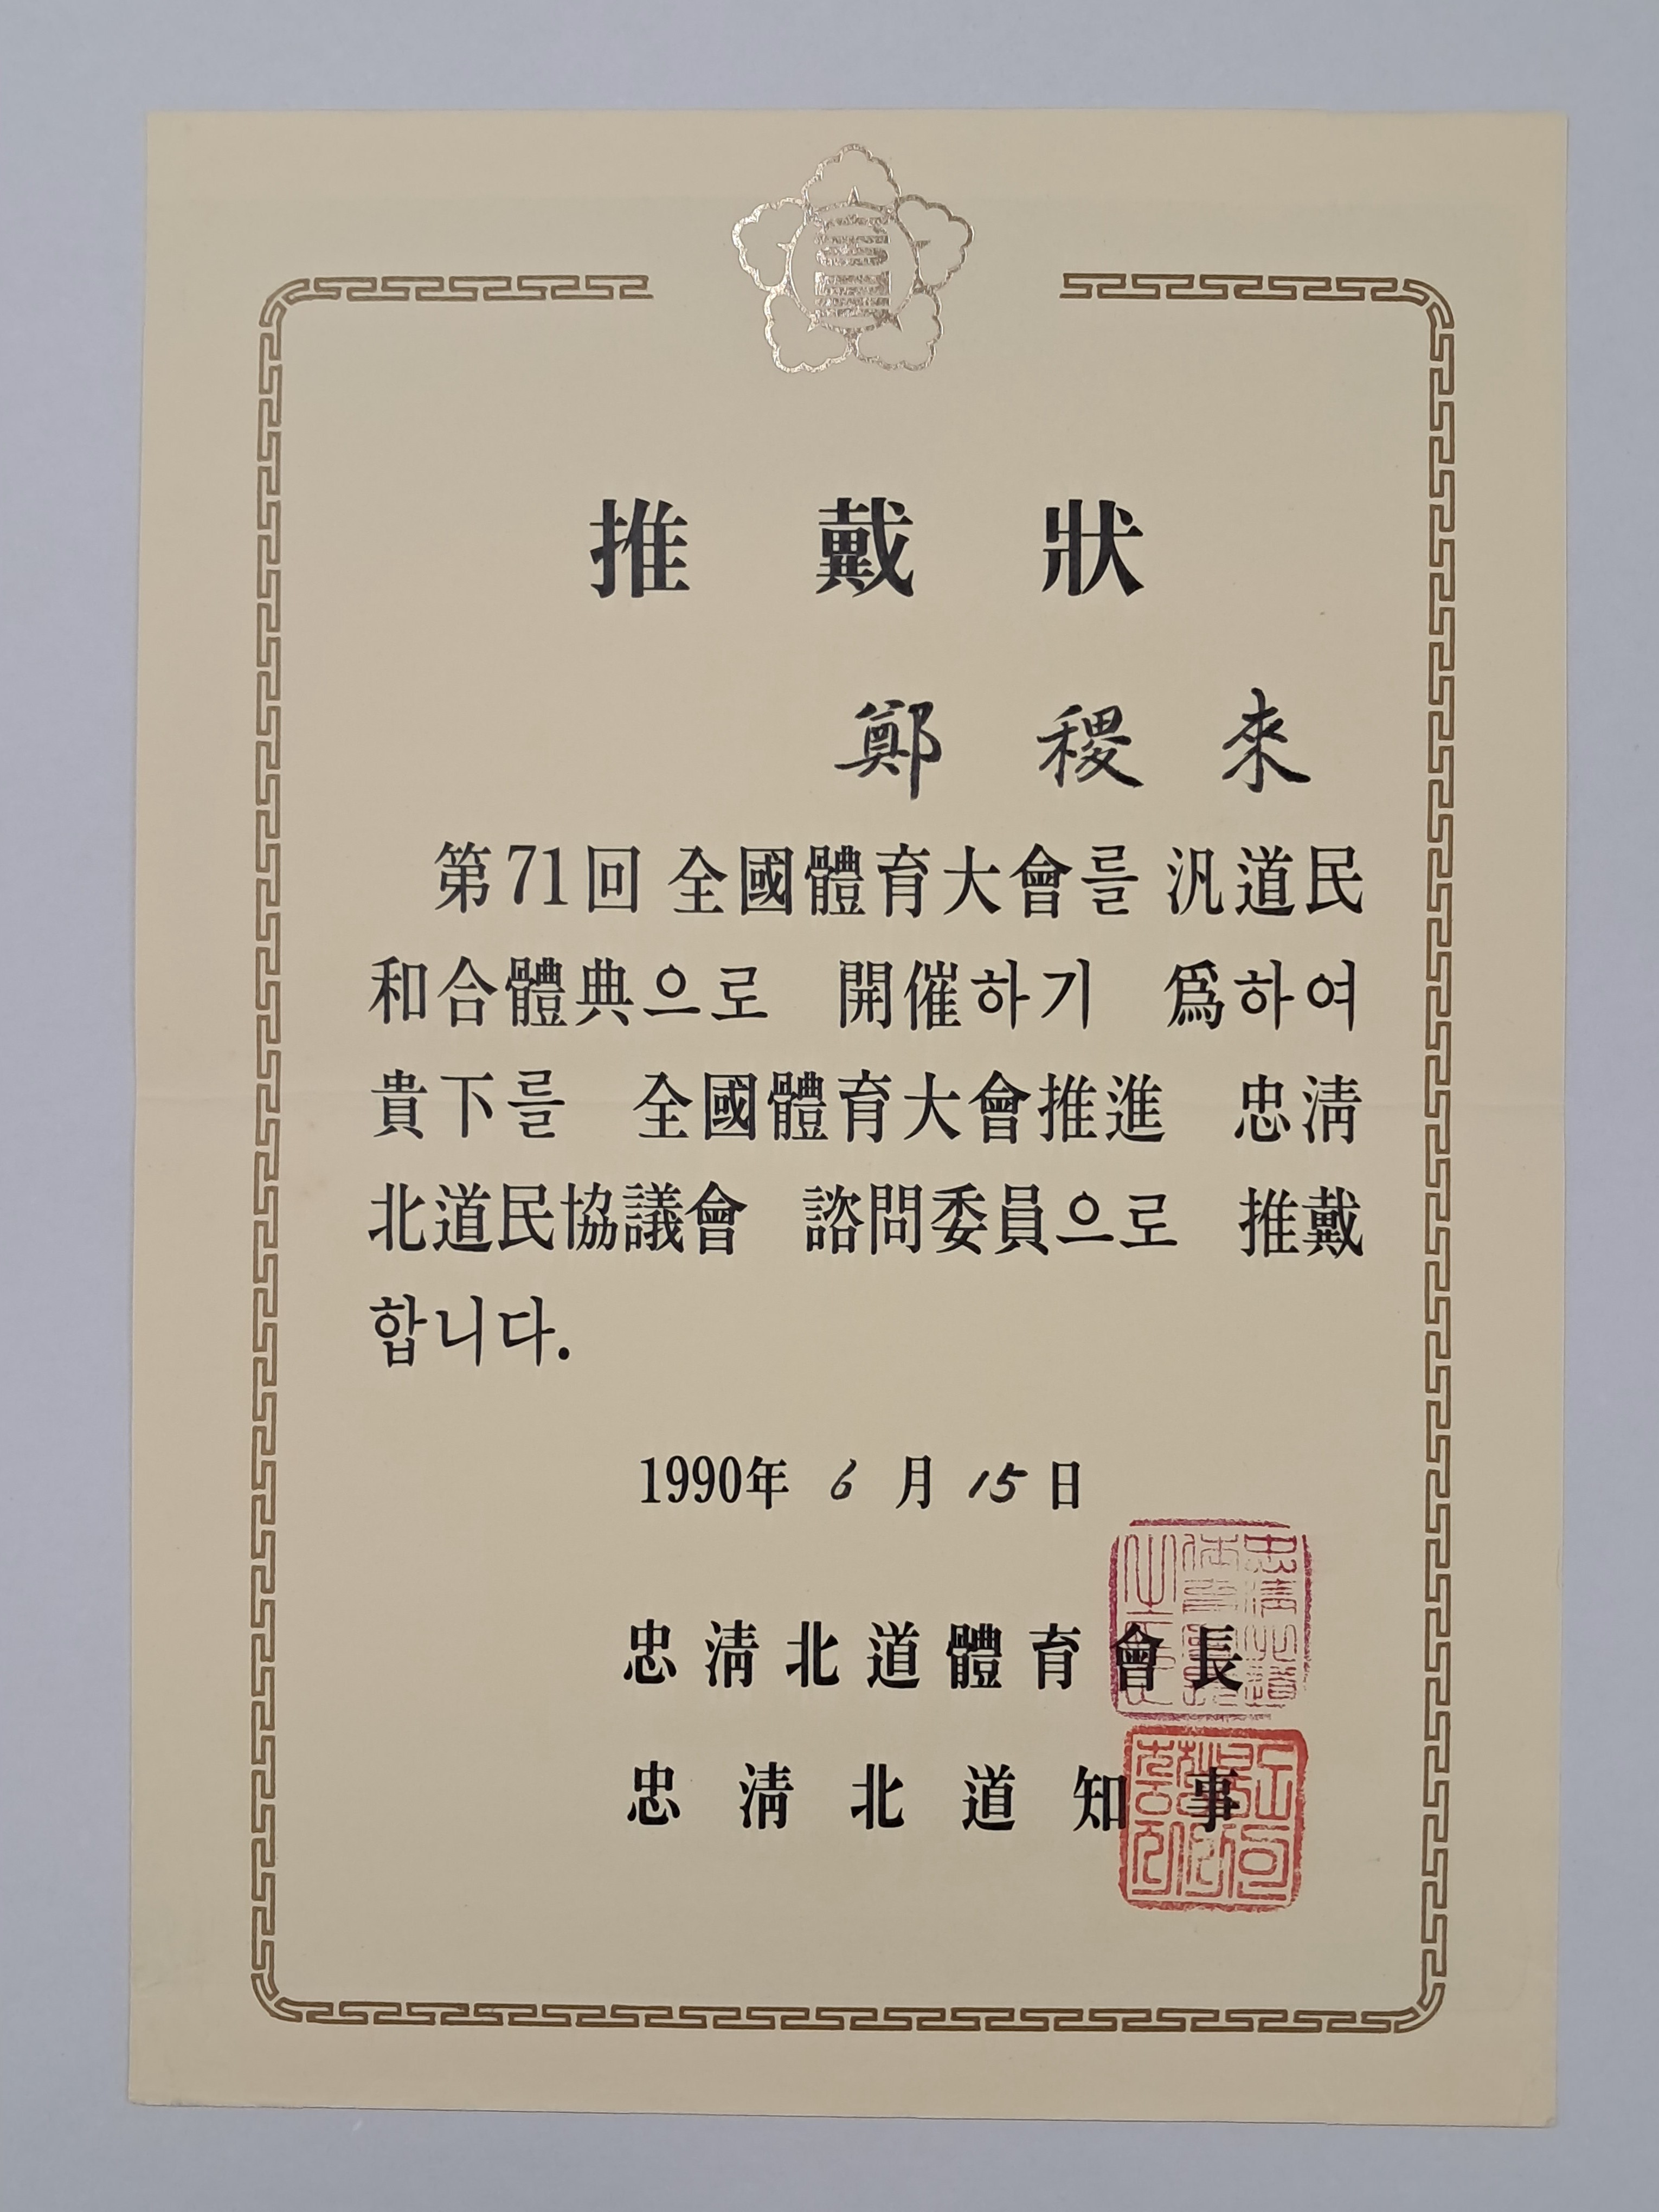 推戴狀
鄭稷來
第71回 全國體育大會를 汎道民
和合體典으로 開催하기 爲하여
貴下를 全國體育大會推進 忠淸
北道民協議會 諮問委員으로 推戴
합니다.
1990年 6月 15日
忠淸北道體育會長
忠淸北道知事